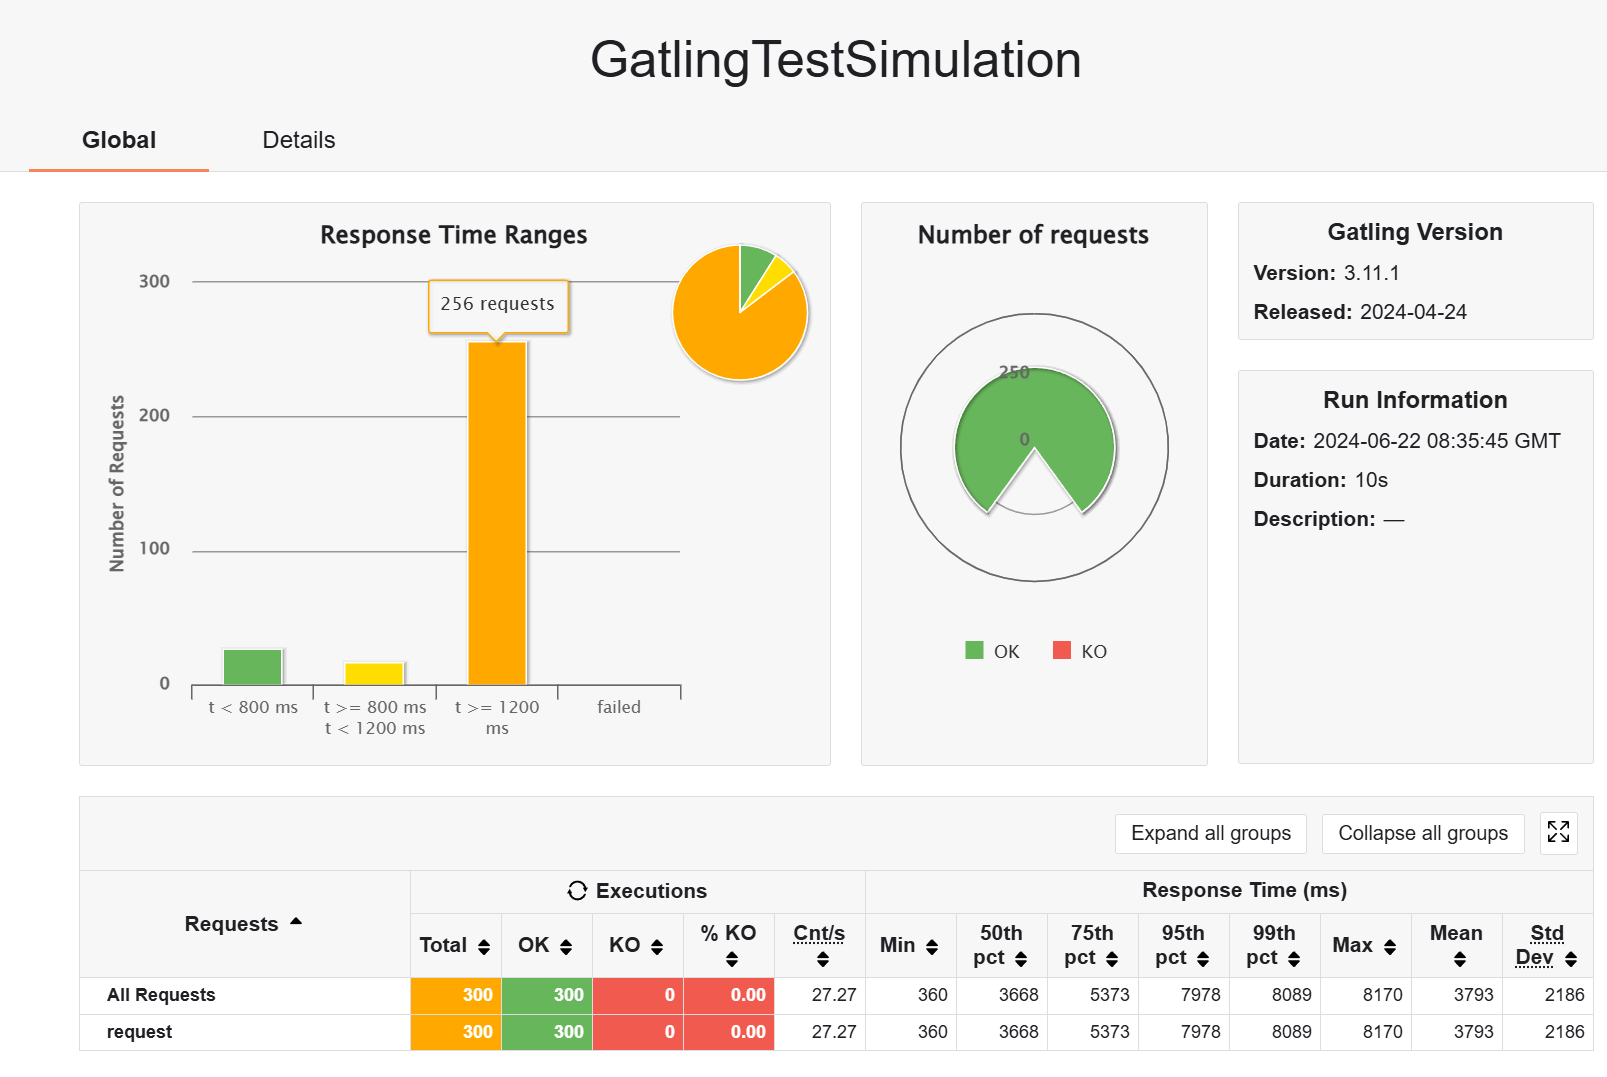 GatlingTestSimulation
Global
Details
Response Time Ranges
Number of Requests
300
200
100
0
256 requests
t < 800 ms
t >= 800 ms
t < 1200 ms
t >= 1200
ms
failed
Number of requests
250
0
OK
KO
Gatling Version
Version: 3.11.1
Released: 2024-04-24
Run Information
Date: 2024-06-22 08:35:45 GMT
Duration: 10s
Description: —
Expand all groups
Collapse all groups
Requests
Executions
Response Time (ms)
Total
OK
KO
% KO
Cnt/s
Min
50th
pct
75th
pct
95th
pct
99th
pct
Max
Mean
Std
Dev
All Requests 300 300 0 0.00 27.27 360 3668 5373 7978 8089 8170 3793 2186
request 300 300 0 0.00 27.27 360 3668 5373 7978 8089 8170 3793 2186